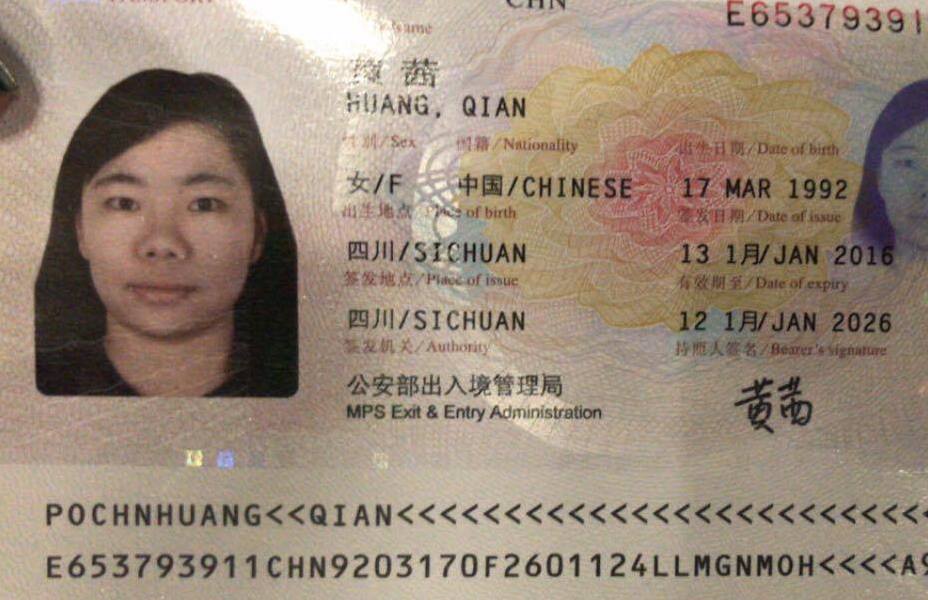 PASSPORT
CHN
E65379391
Name
黄 茜
HUANG, QIAN
性别/Sex 国籍/Nationality 出生日期/Date of birth
女/F 中国/CHINESE 17 MAR 1992
出生地点/Place of birth 签发日期/Date of issue
四川/SICHUAN 13 1月/JAN 2016
签发地点/Place of issue 有效期至/Date of expiry
四川/SICHUAN 12 1月/JAN 2026
签发机关/Authority 持照人签名/Bearer's signature
公安部出入境管理局
MPS Exit & Entry Administration
黄茜
POCHNHUANG<<QIAN<<<<<<<<<<<<<<<<<<<<<<<<<
E653793911CHN9203170F2601124LLMGNMOH<<<<A9